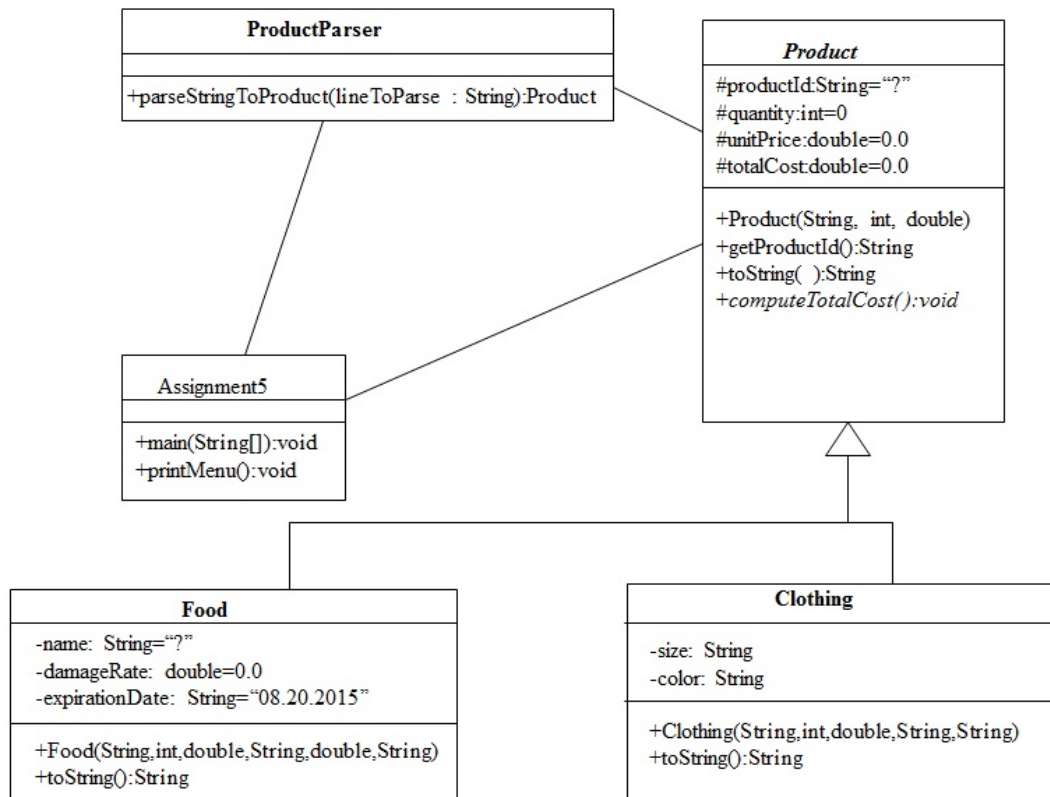 ProductParser
+parseStringToProduct(lineToParse : String):Product
Product
#productId:String=“?”
#quantity:int=0
#unitPrice:double=0.0
#totalCost:double=0.0
+Product(String, int, double)
+getProductId():String
+toString( ):String
+computeTotalCost():void
Assignment5
+main(String[]):void
+printMenu():void
Food
-name: String=“?”
-damageRate: double=0.0
-expirationDate: String=“08.20.2015”
+Food(String,int,double,String,double,String)
+toString():String
Clothing
-size: String
-color: String
+Clothing(String,int,double,String,String)
+toString():String